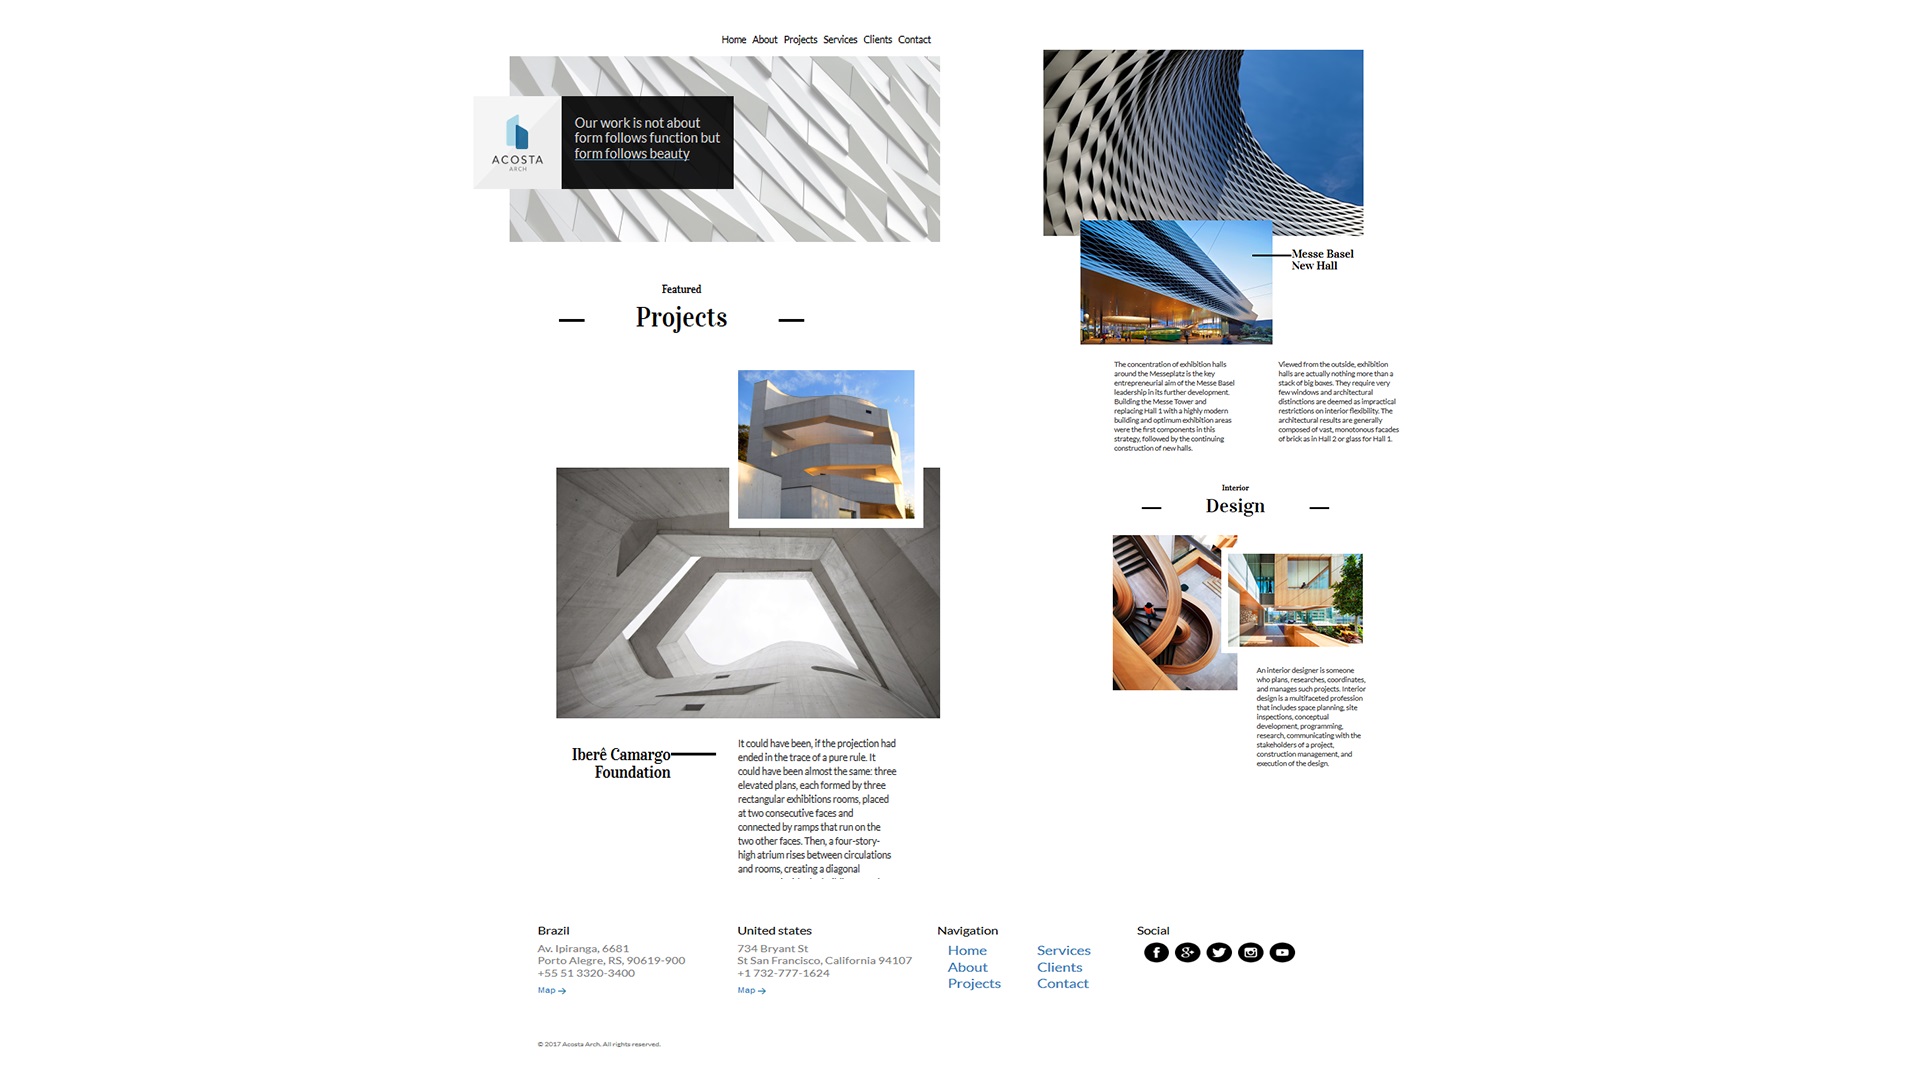 Home About Projects Services Clients Contact
ACOSTA
ARCH
Our work is not about
form follows function but
form follows beauty
Featured
Projects
Iberê Camargo
Foundation
It could have been, if the projection had
ended in the trace of a pure rule. It
could have been almost the same: three
elevated plans, each formed by three
rectangular exhibitions rooms, placed
at two consecutive faces and
connected by ramps that run on the
two other faces. Then, a four-story-
high atrium rises between circulations
and rooms, creating a diagonal
Messe Basel
New Hall
The concentration of exhibition halls
around the Messeplatz is the key
entrepreneurial aim of the Messe Basel
leadership in its further development.
Building the Messe Tower and
replacing Hall 1 with a highly modern
building and optimum exhibition areas
were the first components in this
strategy, followed by the continuing
construction of new halls.
Viewed from the outside, exhibition
halls are actually nothing more than a
stack of big boxes. They require very
few windows and architectural
distinctions are deemed as impractical
restrictions on interior flexibility. The
architectural results are generally
composed of vast, monotonous facades
of brick as in Hall 2 or glass for Hall 1.
Interior
Design
An interior designer is someone
who plans, researches, coordinates,
and manages such projects. Interior
design is a multifaceted profession
that includes space planning, site
inspections, conceptual
development, programming,
research, communicating with the
stakeholders of a project,
construction management, and
execution of the design.
Brazil
Av. Ipiranga, 6681
Porto Alegre, RS, 90619-900
+55 51 3320-3400
Map →
United states
734 Bryant St
St San Francisco, California 94107
+1 732-777-1624
Map →
Navigation
Home
About
Projects
Services
Clients
Contact
Social
© 2017 Acosta Arch. All rights reserved.